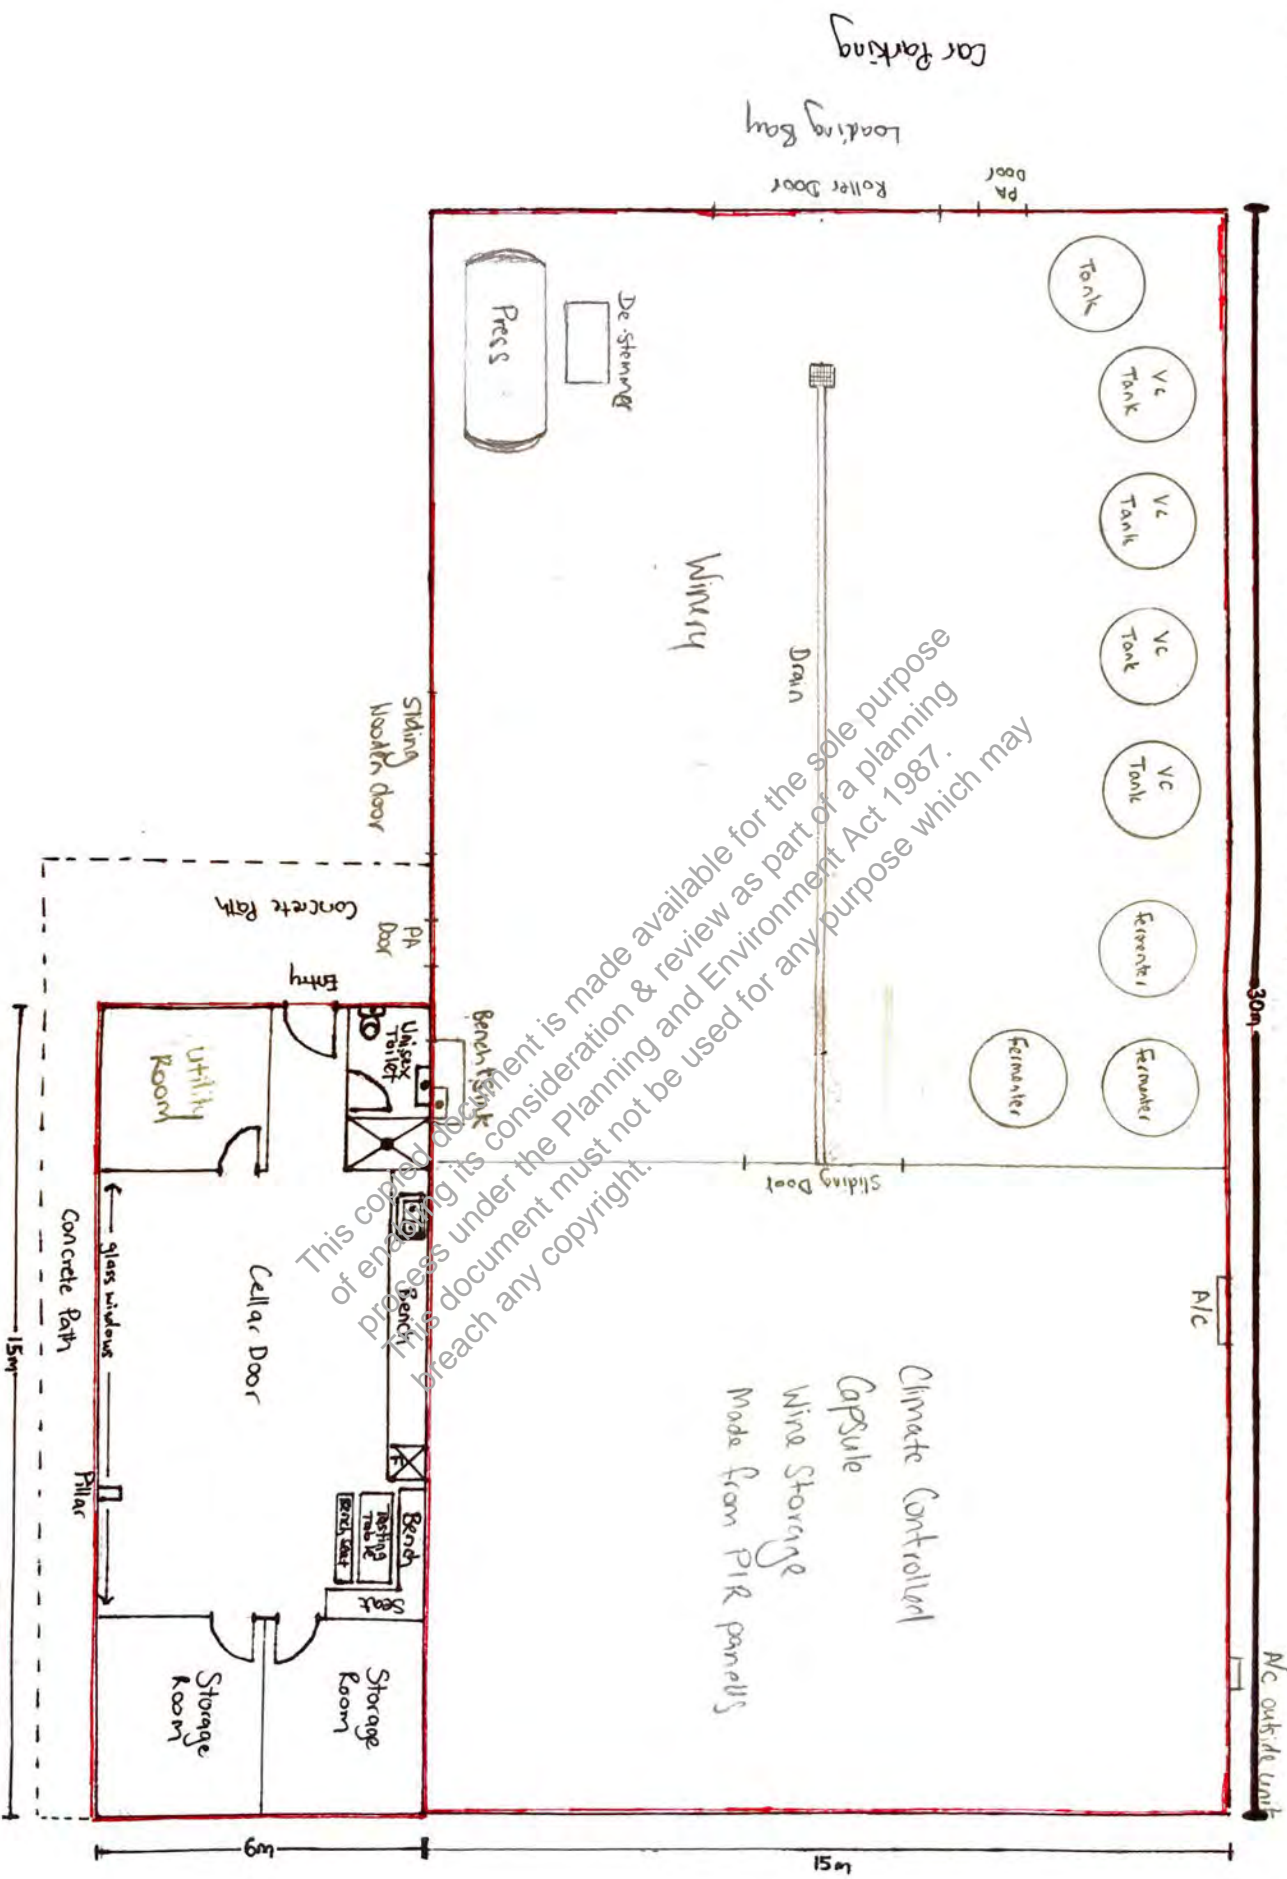 Car Parking
Loading Bay
Roller Door
PA
Door
Tank
VC
Tank
VC
Tank
VC
Tank
VC
Tank
Fermenter
Fermenter
Fermenter
Press
De-stemmer
Winery
Drain
30m
Sliding
Wooden door
Concrete Path
PA
Door
Entry
Bench & Sink
Unisex
Toilet
Utility
Room
Sliding Door
A/C
Climate Controlled
Capsule
Wine Storage
Made from PIR panells
A/C outside unit
Cellar Door
glass windows
Concrete Path
Pillar
Bench
F
Bench
Tasting
Table
Bench Seat
Seat
Storage
Room
Storage
Room
15m
6m
15m
This copied document is made available for the sole purpose
of enabling its consideration & review as part of a planning
process under the Planning and Environment Act 1987.
This document must not be used for any purpose which may
breach any copyright.